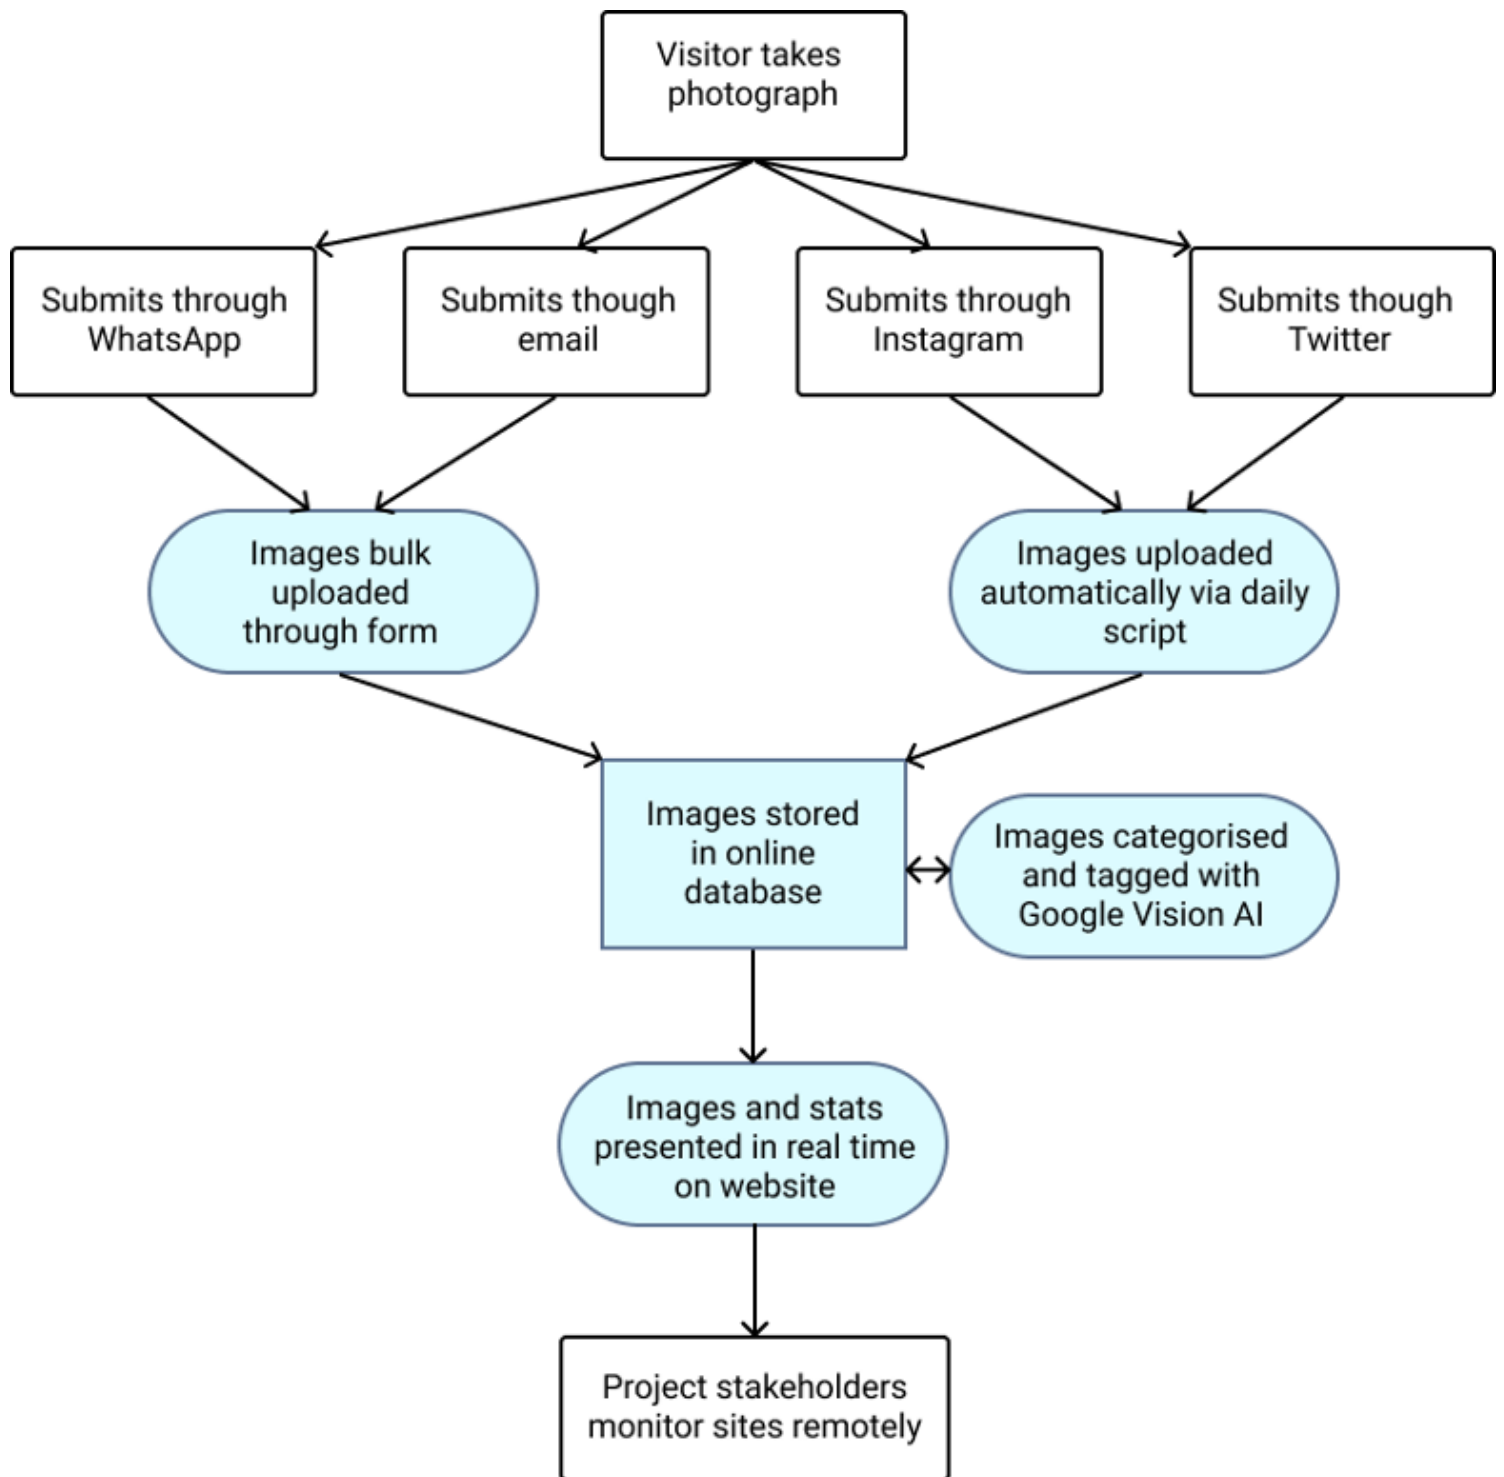 Visitor takes
photograph
Submits through
WhatsApp
Submits though
email
Submits through
Instagram
Submits though
Twitter
Images bulk
uploaded
through form
Images uploaded
automatically via daily
script
Images stored
in online
database
Images categorised
and tagged with
Google Vision AI
Images and stats
presented in real time
on website
Project stakeholders
monitor sites remotely